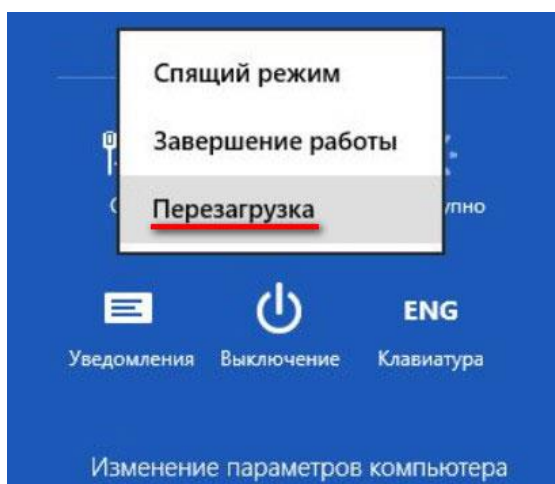 Спящий режим
Завершение работы
Перезагрузка
Уведомления
Выключение
ENG
Клавиатура
Изменение параметров компьютера